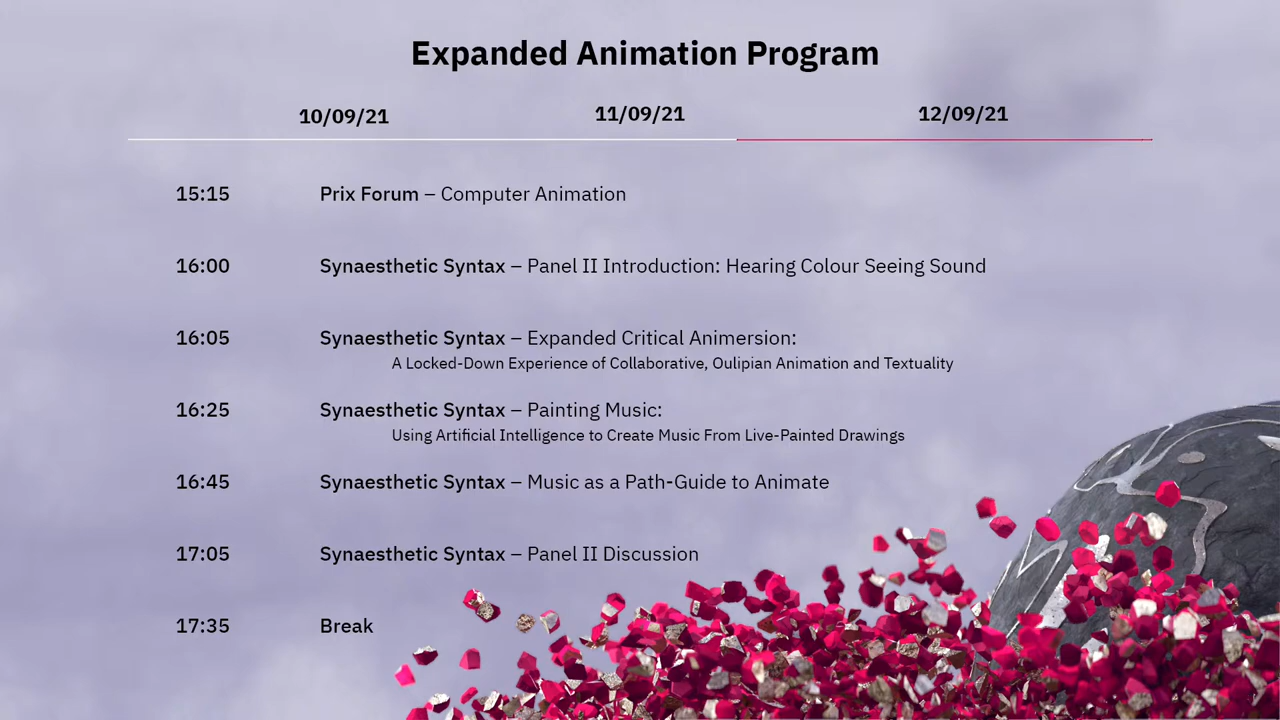 Expanded Animation Program
10/09/21 11/09/21 12/09/21
15:15 Prix Forum – Computer Animation
16:00 Synaesthetic Syntax – Panel II Introduction: Hearing Colour Seeing Sound
16:05 Synaesthetic Syntax – Expanded Critical Animersion:
A Locked-Down Experience of Collaborative, Oulipian Animation and Textuality
16:25 Synaesthetic Syntax – Painting Music:
Using Artificial Intelligence to Create Music From Live-Painted Drawings
16:45 Synaesthetic Syntax – Music as a Path-Guide to Animate
17:05 Synaesthetic Syntax – Panel II Discussion
17:35 Break